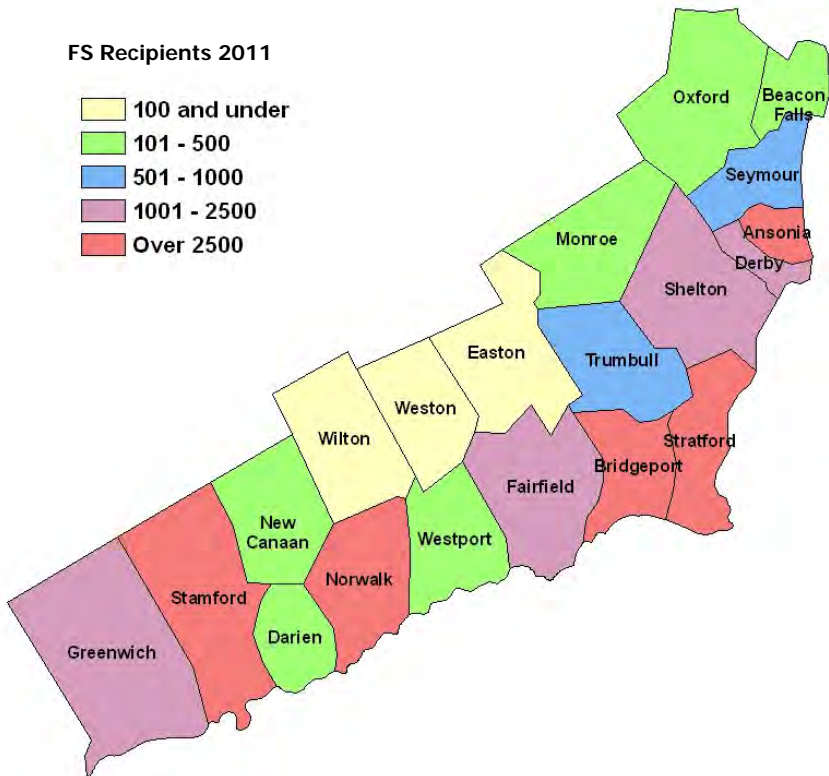 FS Recipients 2011
100 and under
101 - 500
501 - 1000
1001 - 2500
Over 2500
Oxford
Beacon
Falls
Seymour
Ansonia
Derby
Monroe
Shelton
Easton
Trumbull
Weston
Wilton
Stratford
Bridgeport
Fairfield
New
Canaan
Westport
Norwalk
Stamford
Darien
Greenwich